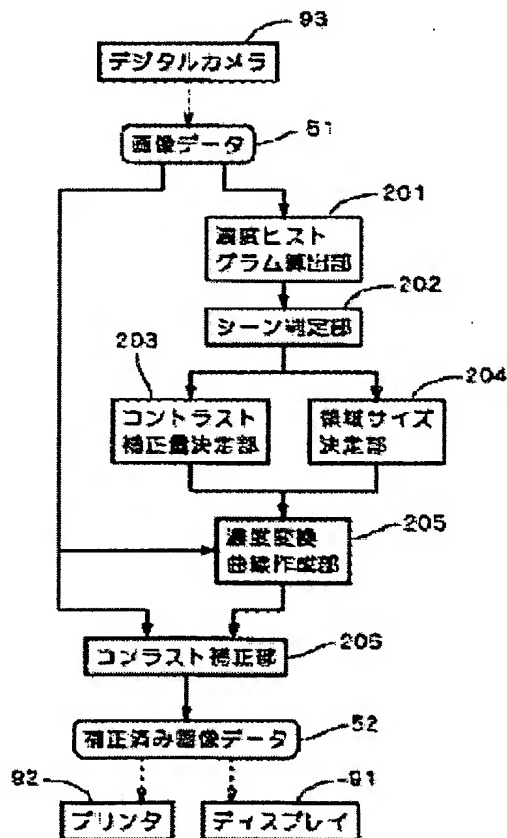 93
デジタルカメラ
51
画像データ
201
濃度ヒスト
グラム算出部
202
シーン判定部
203
204
コントラスト
補正量決定部
領域サイズ
決定部
205
濃度変換
曲線作成部
206
コンラスト補正部
52
補正済み画像データ
92
91
プリンタ
ディスプレイ